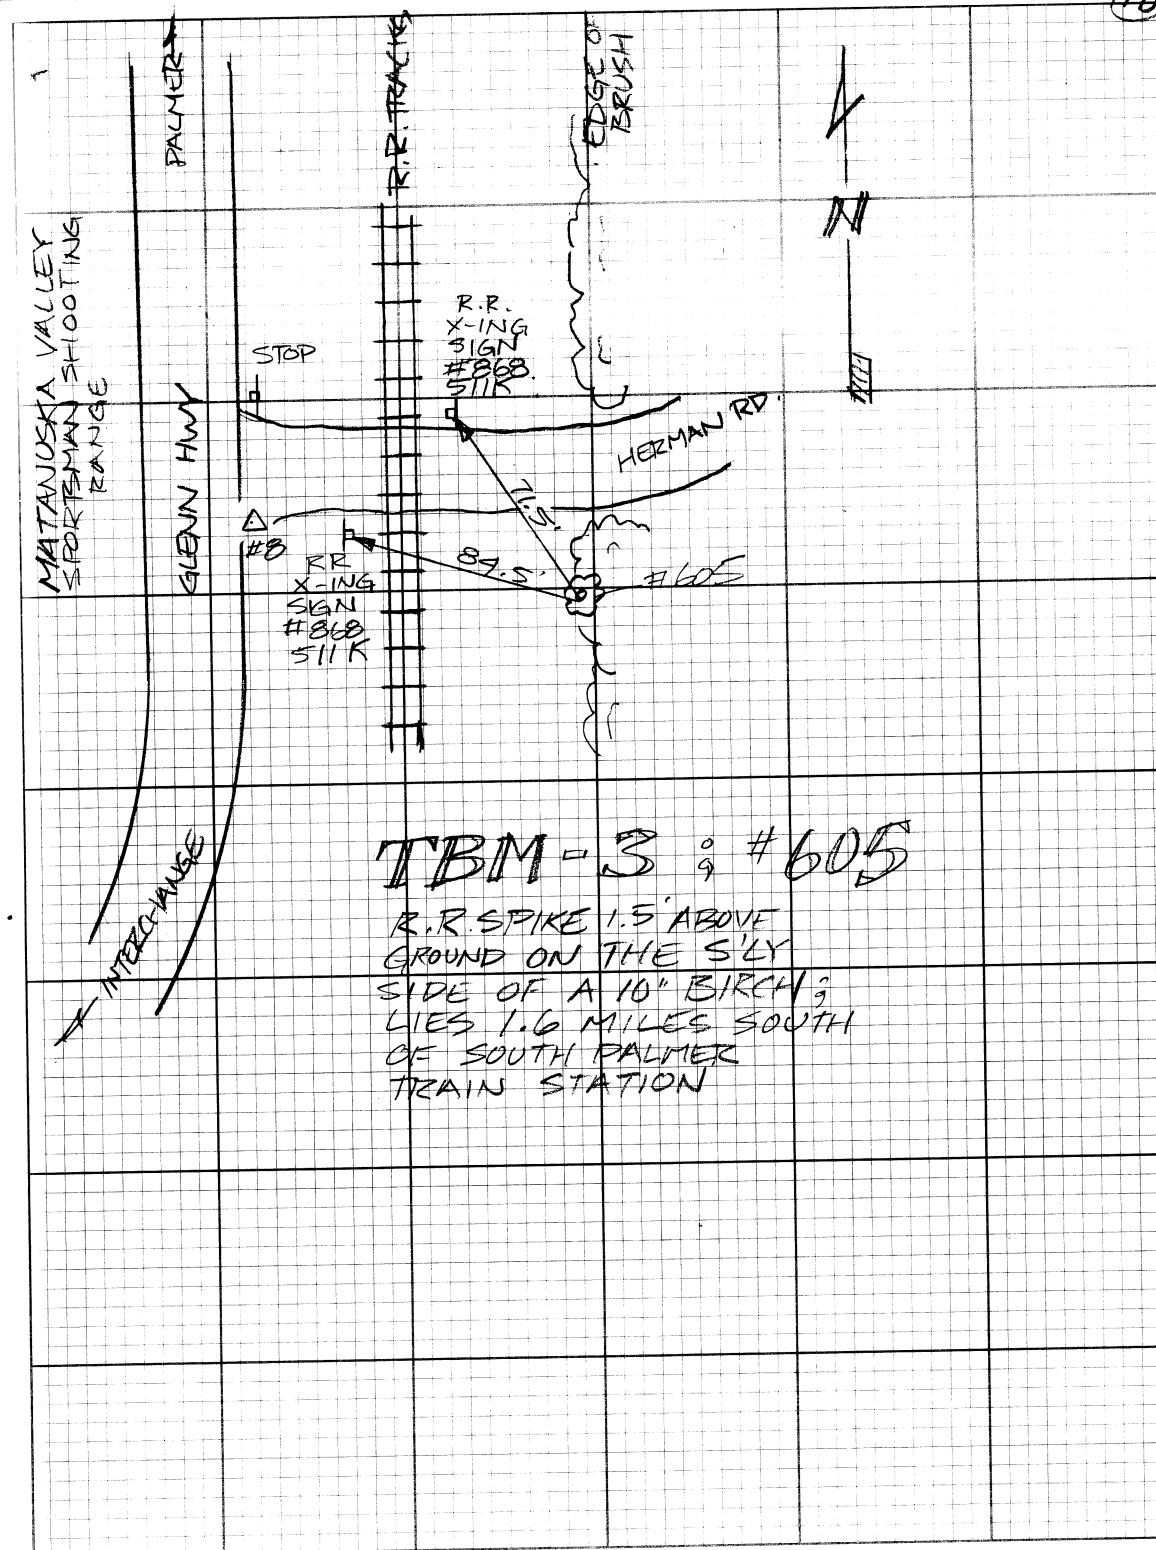 PALMER
R.R. TRACKS
EDGE OF
BRUSH
N
MATANUSKA VALLEY
SPORTSMAN SHOOTING
RANGE
GLENN HWY
STOP
R.R.
X-ING
SIGN
#868
511K
HERMAN RD.
71.5'
84.5'
#605
#8
RR
X-ING
SIGN
#868
511K
INTERCHANGE
TBM-3 ; #605
R.R. SPIKE 1.5' ABOVE
GROUND ON THE S'LY
SIDE OF A 10" BIRCH ;
LIES 1.6 MILES SOUTH
OF SOUTH PALMER
TRAIN STATION